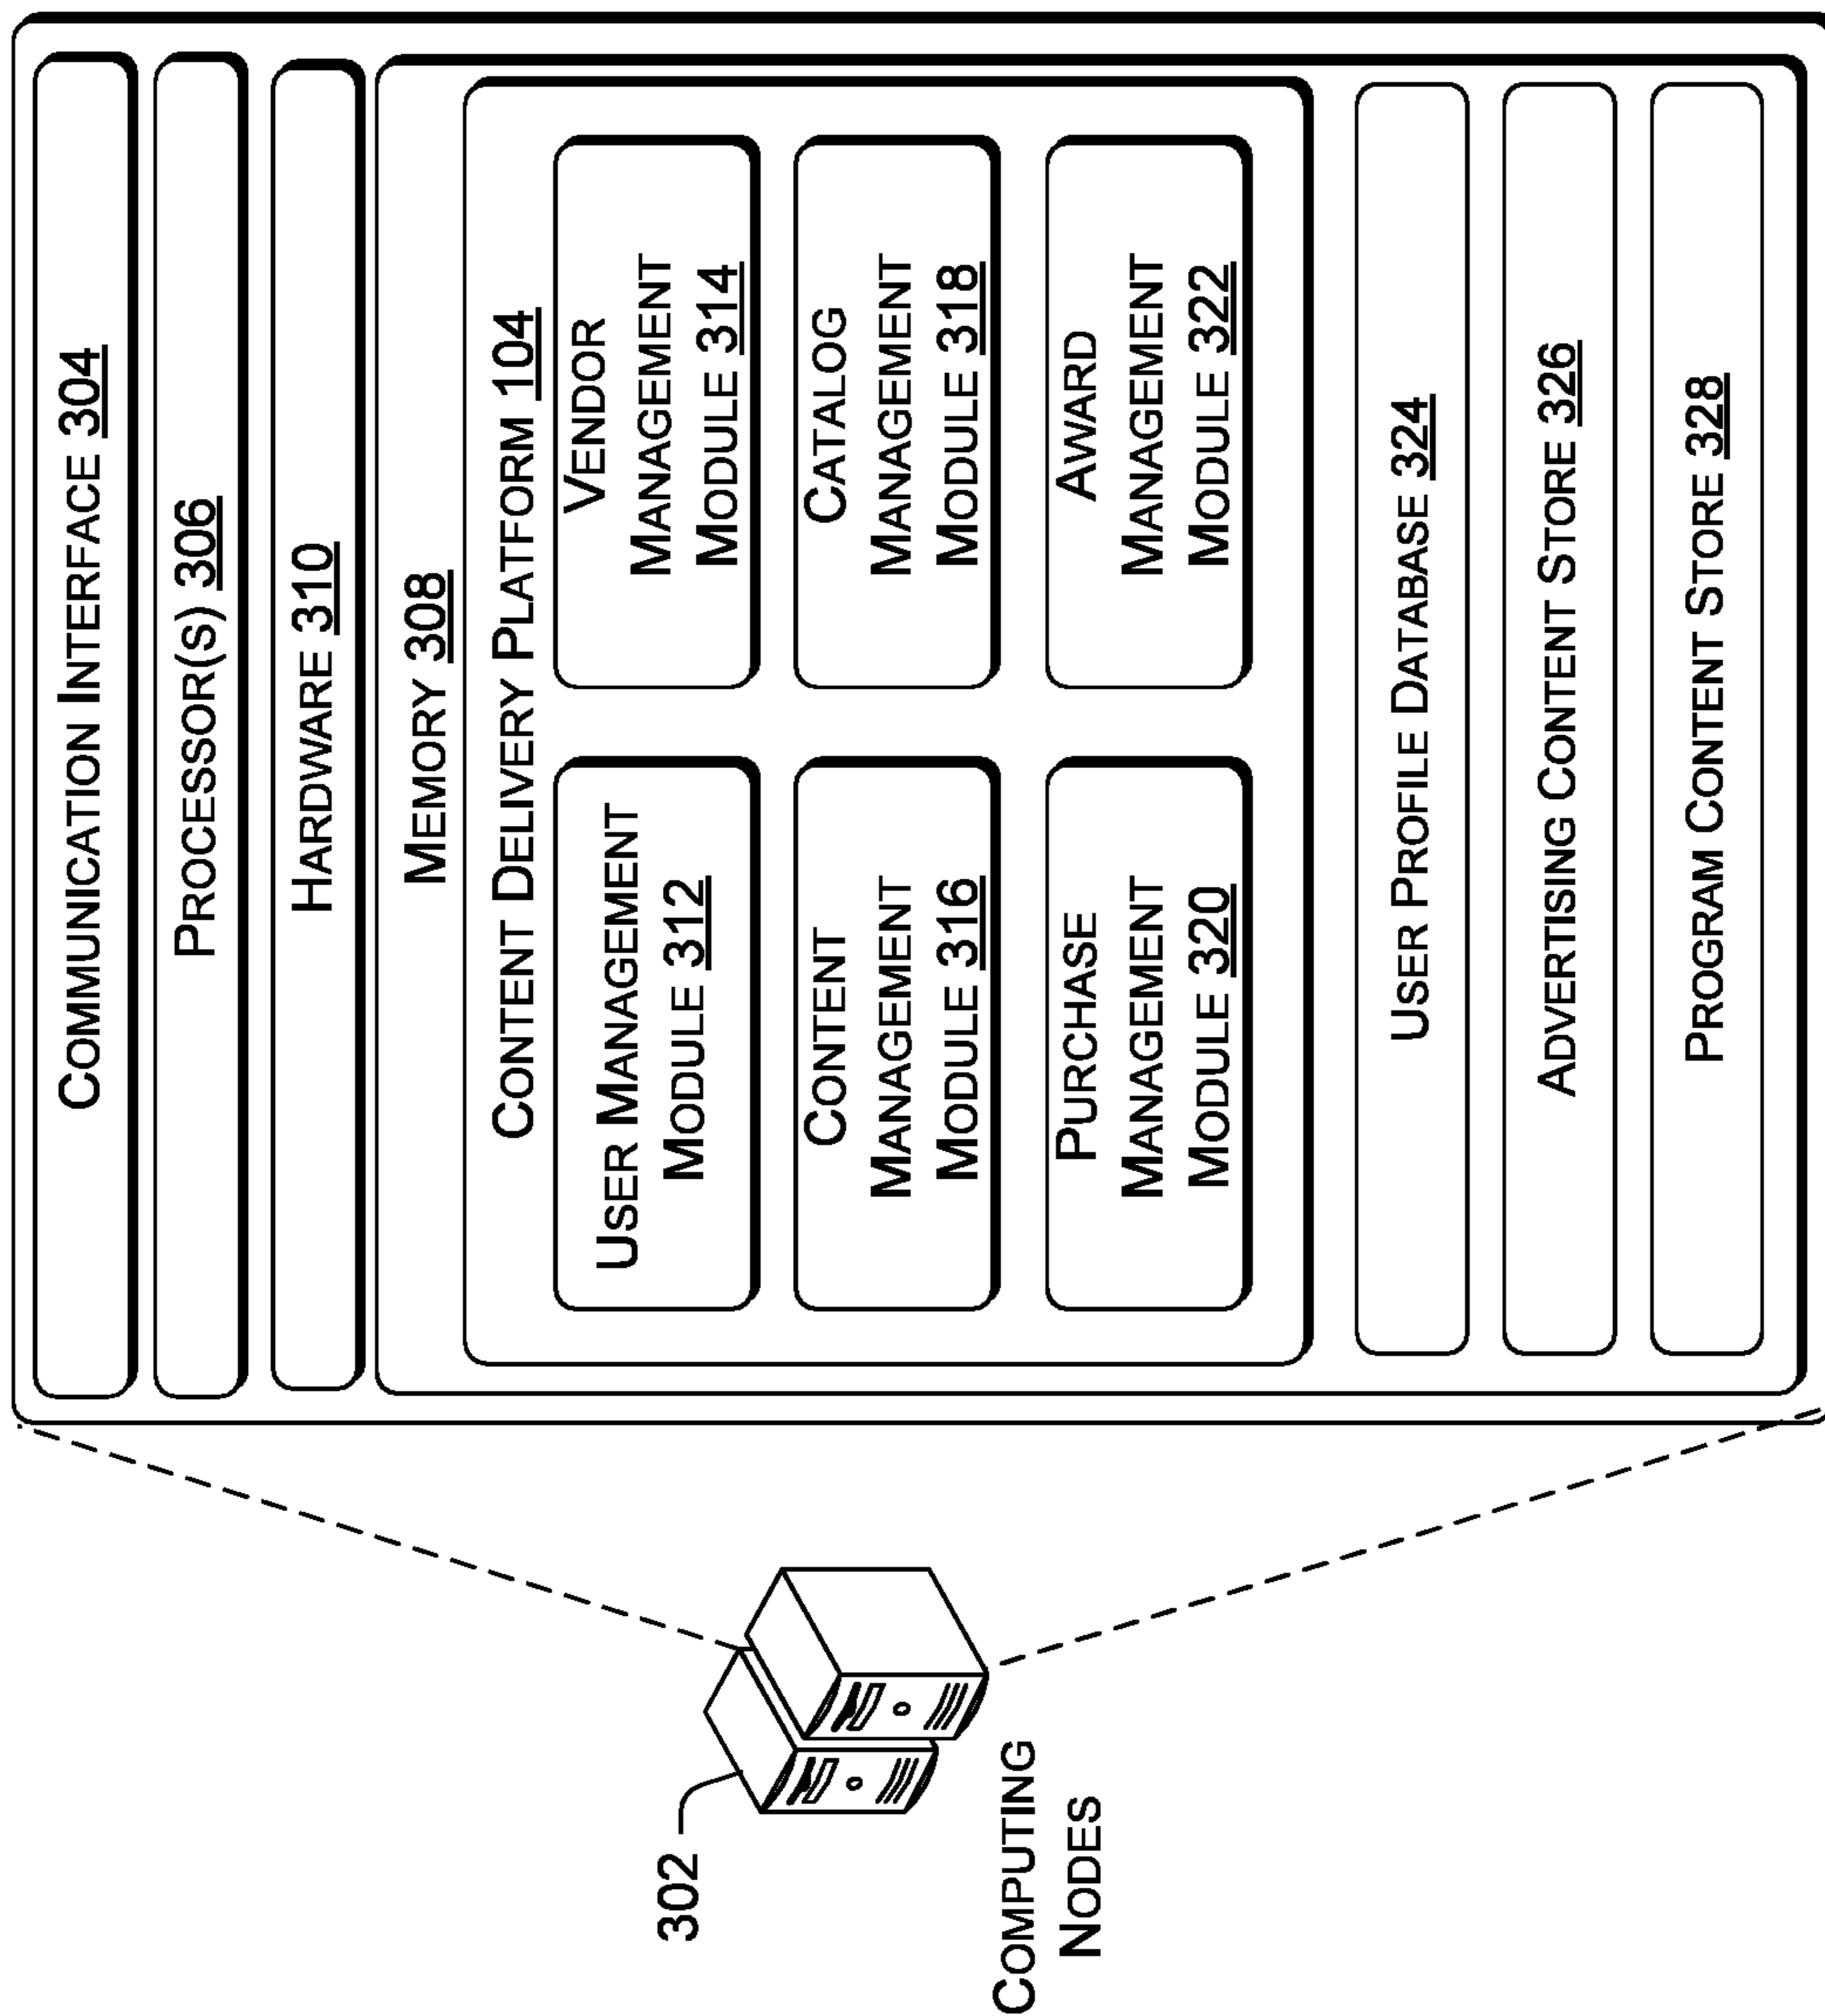 302
COMPUTING
NODES
COMMUNICATION INTERFACE 304
PROCESSOR(S) 306
HARDWARE 310
MEMORY 308
CONTENT DELIVERY PLATFORM 104
USER MANAGEMENT
MODULE 312
VENDOR
MANAGEMENT
MODULE 314
CONTENT
MANAGEMENT
MODULE 316
CATALOG
MANAGEMENT
MODULE 318
PURCHASE
MANAGEMENT
MODULE 320
AWARD
MANAGEMENT
MODULE 322
USER PROFILE DATABASE 324
ADVERTISING CONTENT STORE 326
PROGRAM CONTENT STORE 328